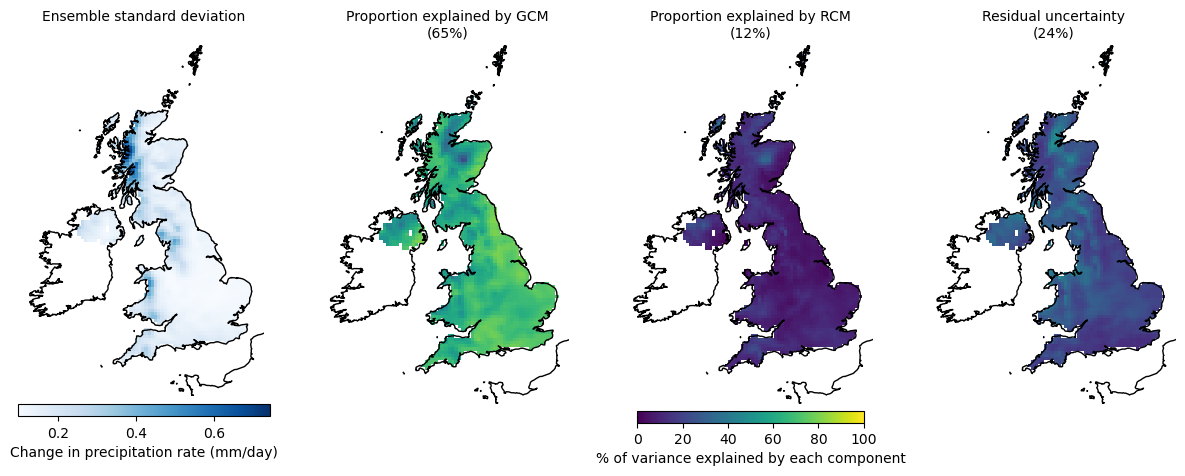 Ensemble standard deviation
Proportion explained by GCM
(65%)
Proportion explained by RCM
(12%)
Residual uncertainty
(24%)
0.2 0.4 0.6
Change in precipitation rate (mm/day)
0 20 40 60 80 100
% of variance explained by each component